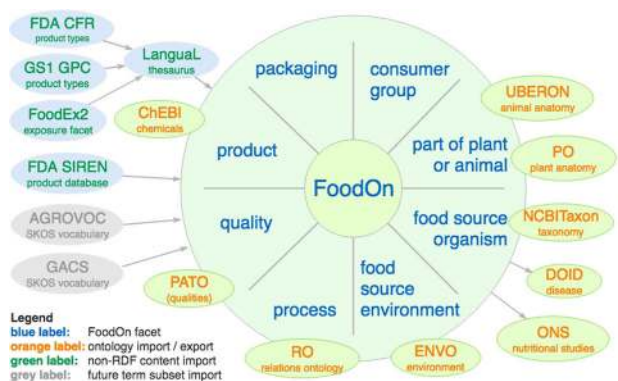 FDA CFR
product types
GS1 GPC
product types
FoodEx2
exposure facet
LanguaL
thesaurus
ChEBI
chemicals
FDA SIREN
product database
AGROVOC
SKOS vocabulary
GACS
SKOS vocabulary
packaging
consumer
group
product
part of plant
or animal
FoodOn
quality
food source
organism
process
food
source
environment
UBERON
animal anatomy
PO
plant anatomy
NCBITaxon
taxonomy
DOID
disease
ONS
nutritional studies
PATO
(qualities)
RO
relations ontology
ENVO
environment
Legend
blue label: FoodOn facet
orange label: ontology import / export
green label: non-RDF content import
grey label: future term subset import